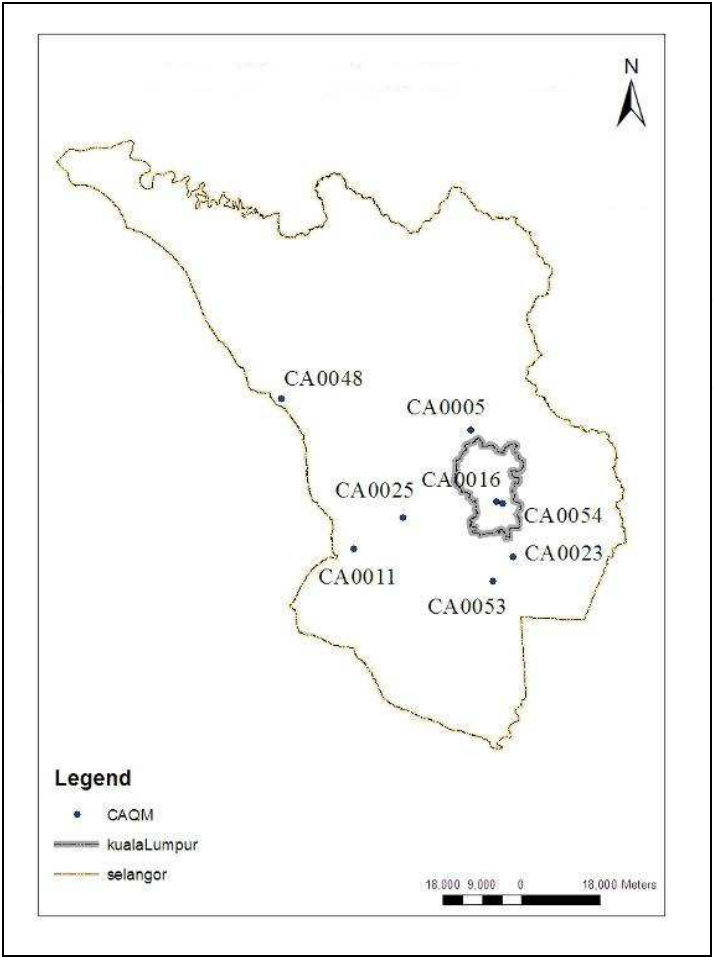 N
CA0048
CA0005
CA0016
CA0025
CA0054
CA0023
CA0011
CA0053
Legend
CAQM
kualaLumpur
selangor
18,000 9,000 0 18,000 Meters